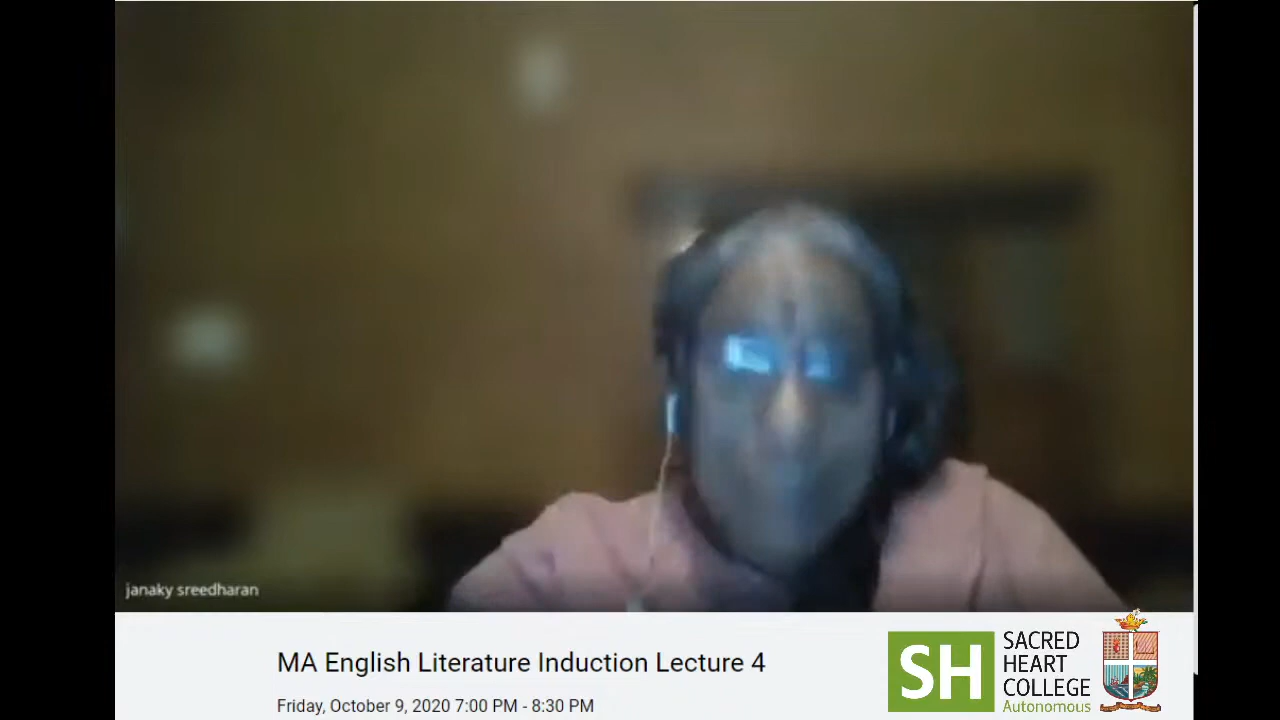 janaky sreedharan
MA English Literature Induction Lecture 4
Friday, October 9, 2020 7:00 PM - 8:30 PM
SH
SACRED
HEART
COLLEGE
Autonomous